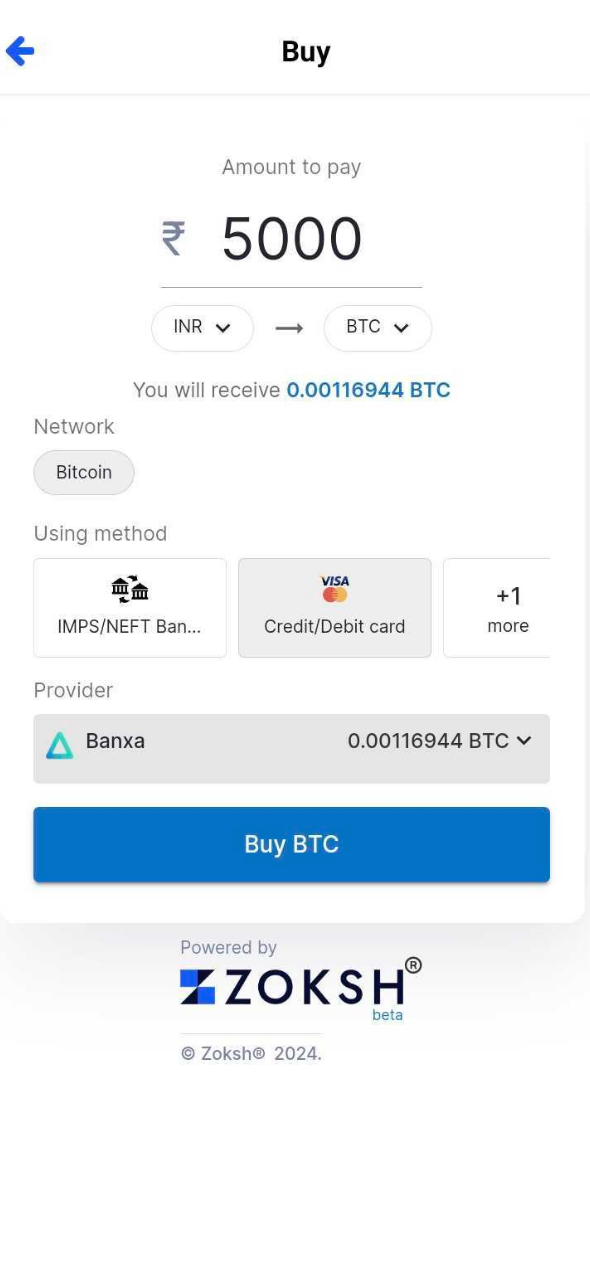 Buy
Amount to pay
₹ 5000
INR → BTC
You will receive 0.00116944 BTC
Network
Bitcoin
Using method
VISA
IMPS/NEFT Ban...
Credit/Debit card
+1
more
Provider
Banxa 0.00116944 BTC
Buy BTC
Powered by
ZOKSH®
beta
© Zoksh® 2024.